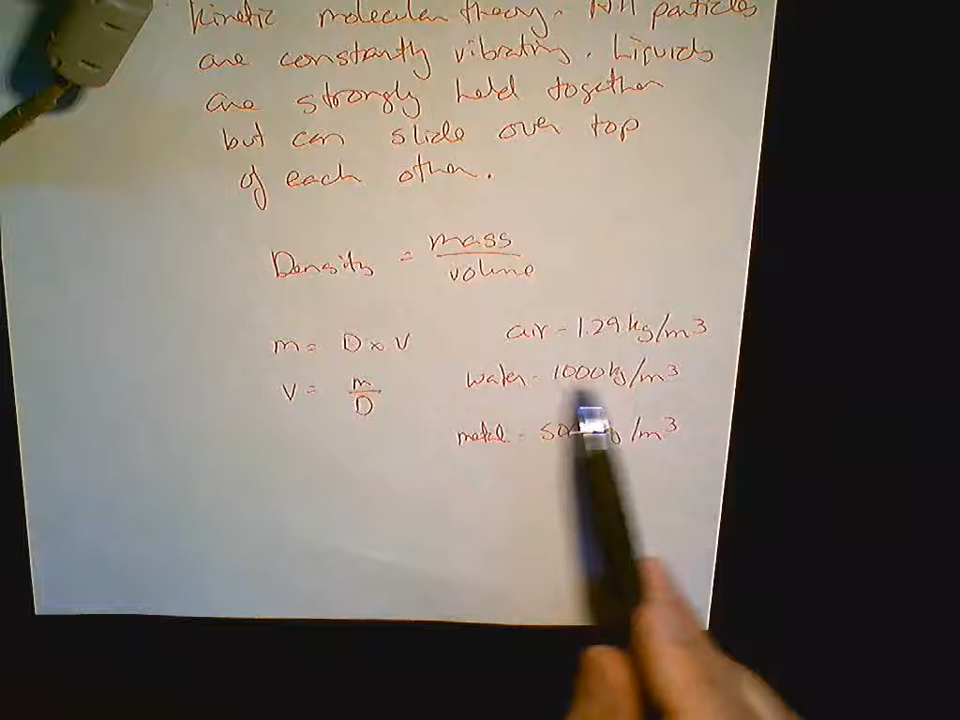 kinetic molecular theory. All particles
are constantly vibrating. Liquids
are strongly held together
but can slide over top
of each other.
Density = mass / volume
m = D x V
air - 1.29 kg/m³
water - 1000 kg/m³
V = m / D
metal - /m³